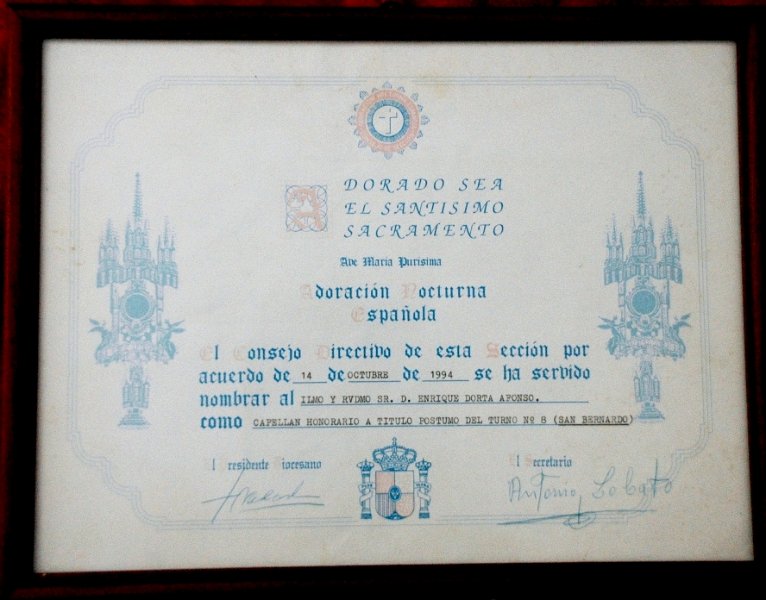 ADORADO SEA
EL SANTISIMO
SACRAMENTO
Ave Maria Purisima
Adoración Nocturna
Española
El Consejo Directivo de esta Sección por
acuerdo de 14 de OCTUBRE de 1994 se ha servido
nombrar al ILMO Y RVDMO SR. D. ENRIQUE DORTA AFONSO.
como CAPELLAN HONORARIO A TITULO POSTUMO DEL TURNO Nº 8 (SAN BERNARDO)
El Presidente Diocesano El Secretario
Antonio Lobato